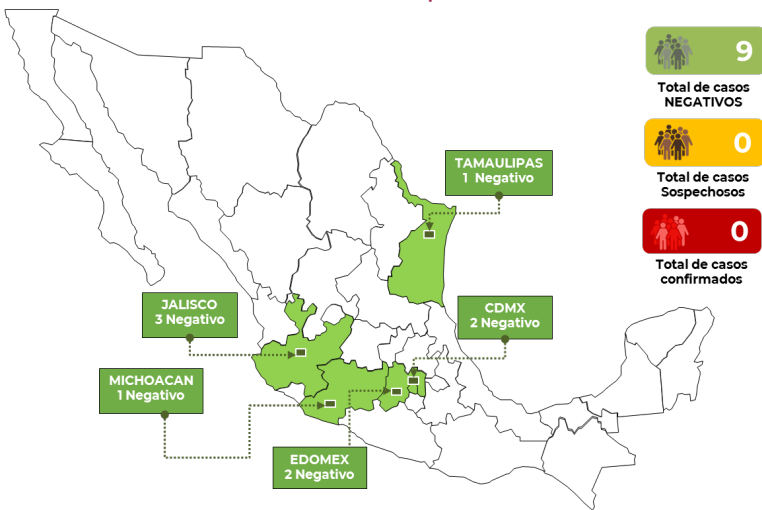 9
Total de casos
NEGATIVOS
0
Total de casos
Sospechosos
0
Total de casos
confirmados
TAMAULIPAS
1 Negativo
JALISCO
3 Negativo
CDMX
2 Negativo
MICHOACAN
1 Negativo
EDOMEX
2 Negativo